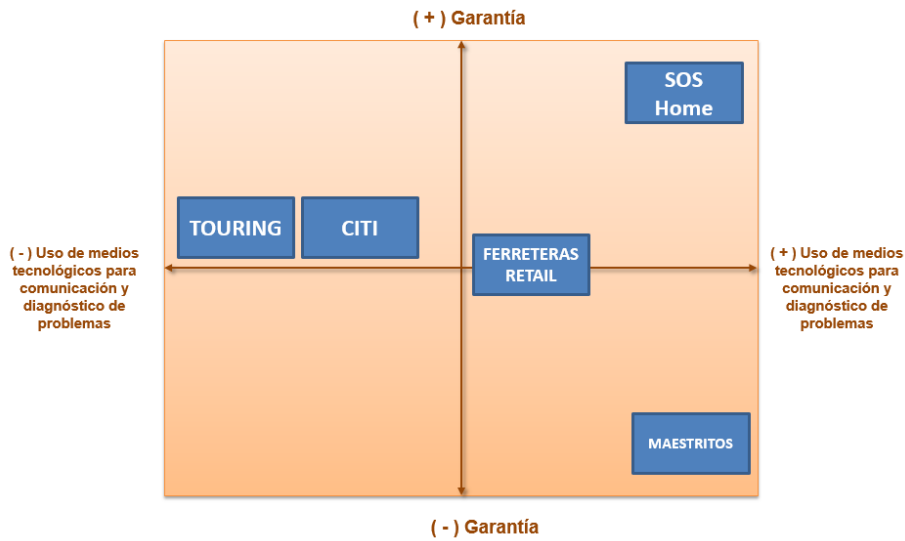 ( + ) Garantía
SOS
Home
TOURING
CITI
FERRETERAS
RETAIL
( - ) Uso de medios
tecnológicos para
comunicación y
diagnóstico de
problemas
( + ) Uso de medios
tecnológicos para
comunicación y
diagnóstico de
problemas
MAESTRITOS
( - ) Garantía